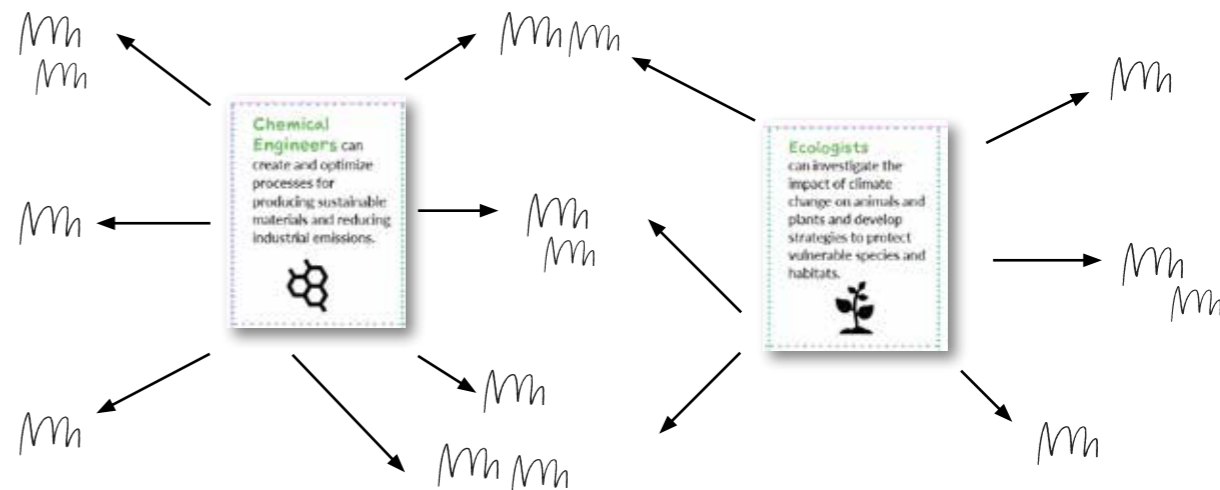 Chemical
Engineers can
create and optimize
processes for
producing sustainable
materials and reducing
industrial emissions.
Ecologists
can investigate the
impact of climate
change on animals and
plants and develop
strategies to protect
vulnerable species and
habitats.